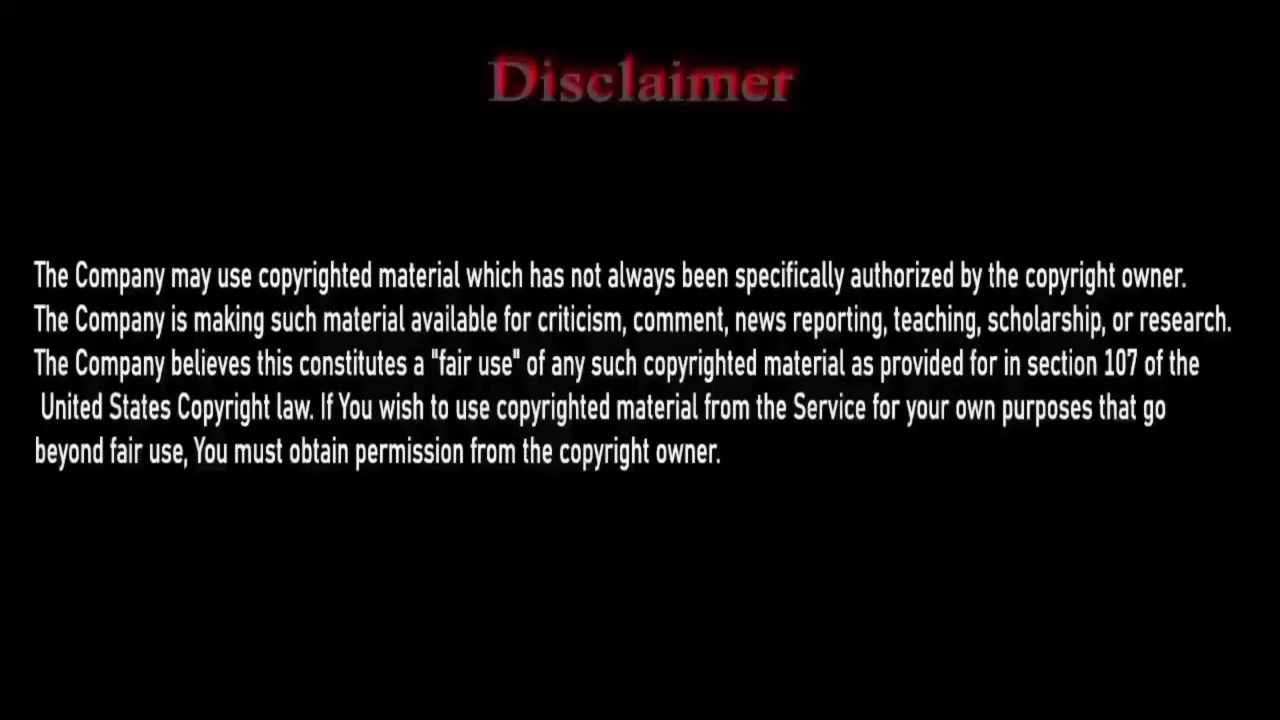 Disclaimer
The Company may use copyrighted material which has not always been specifically authorized by the copyright owner.
The Company is making such material available for criticism, comment, news reporting, teaching, scholarship, or research.
The Company believes this constitutes a "fair use" of any such copyrighted material as provided for in section 107 of the
United States Copyright law. If You wish to use copyrighted material from the Service for your own purposes that go
beyond fair use, You must obtain permission from the copyright owner.